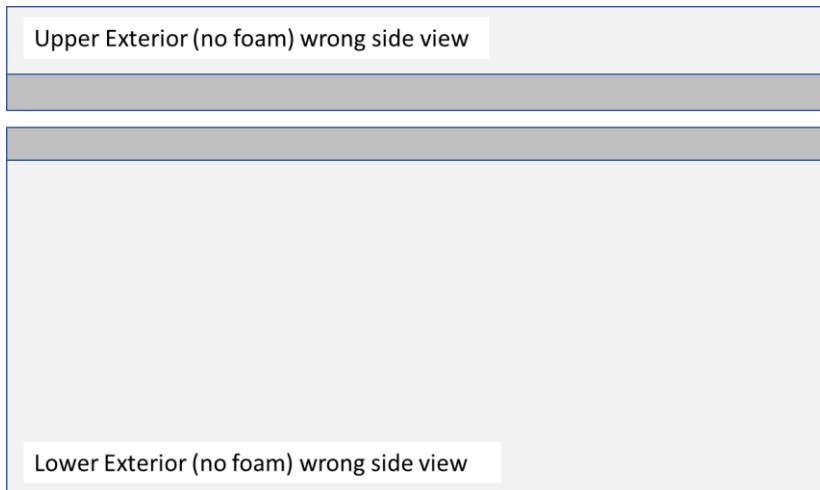 Upper Exterior (no foam) wrong side view
Lower Exterior (no foam) wrong side view